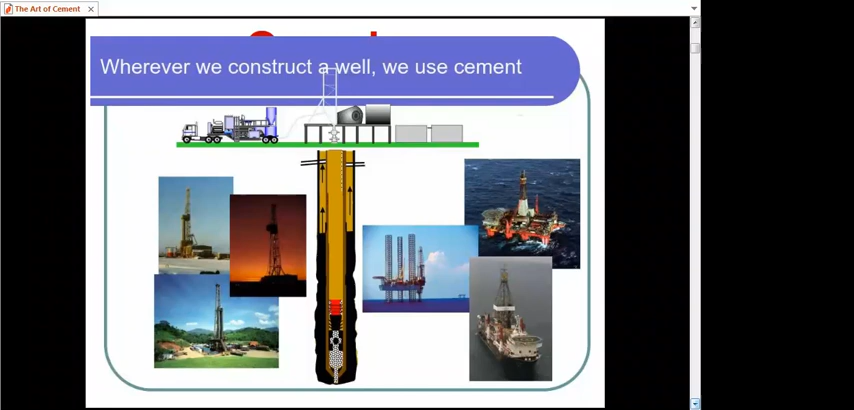 The Art of Cement
Wherever we construct a well, we use cement